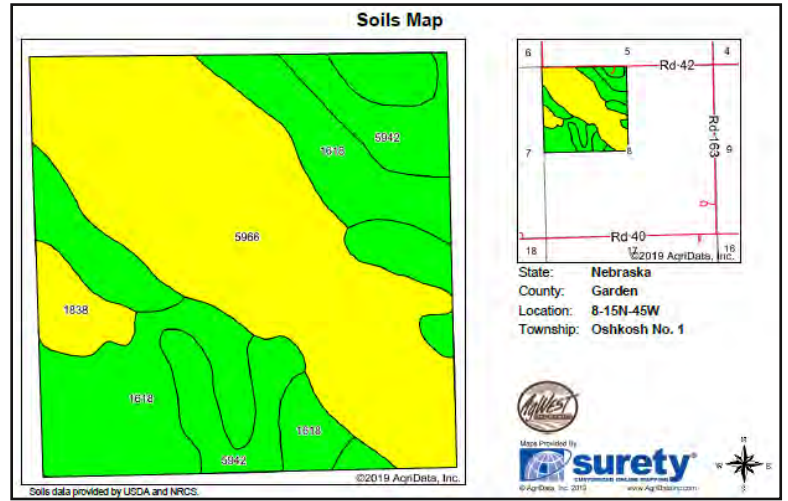 Soils Map
5942
1618
5966
1838
1618
1618
5942
©2019 AgriData, Inc.
Soils data provided by USDA and NRCS.
6
5
4
Rd 42
Rd-163
7
8
9
Rd-40
18
17
16
©2019 AgriData, Inc.
State: Nebraska
County: Garden
Location: 8-15N-45W
Township: Oshkosh No. 1
AgWEST
Maps Provided By
surety®
CUSTOMIZED ONLINE MAPPING
© AgriData, Inc. 2019 www.AgriDataInc.com
N
W E
S